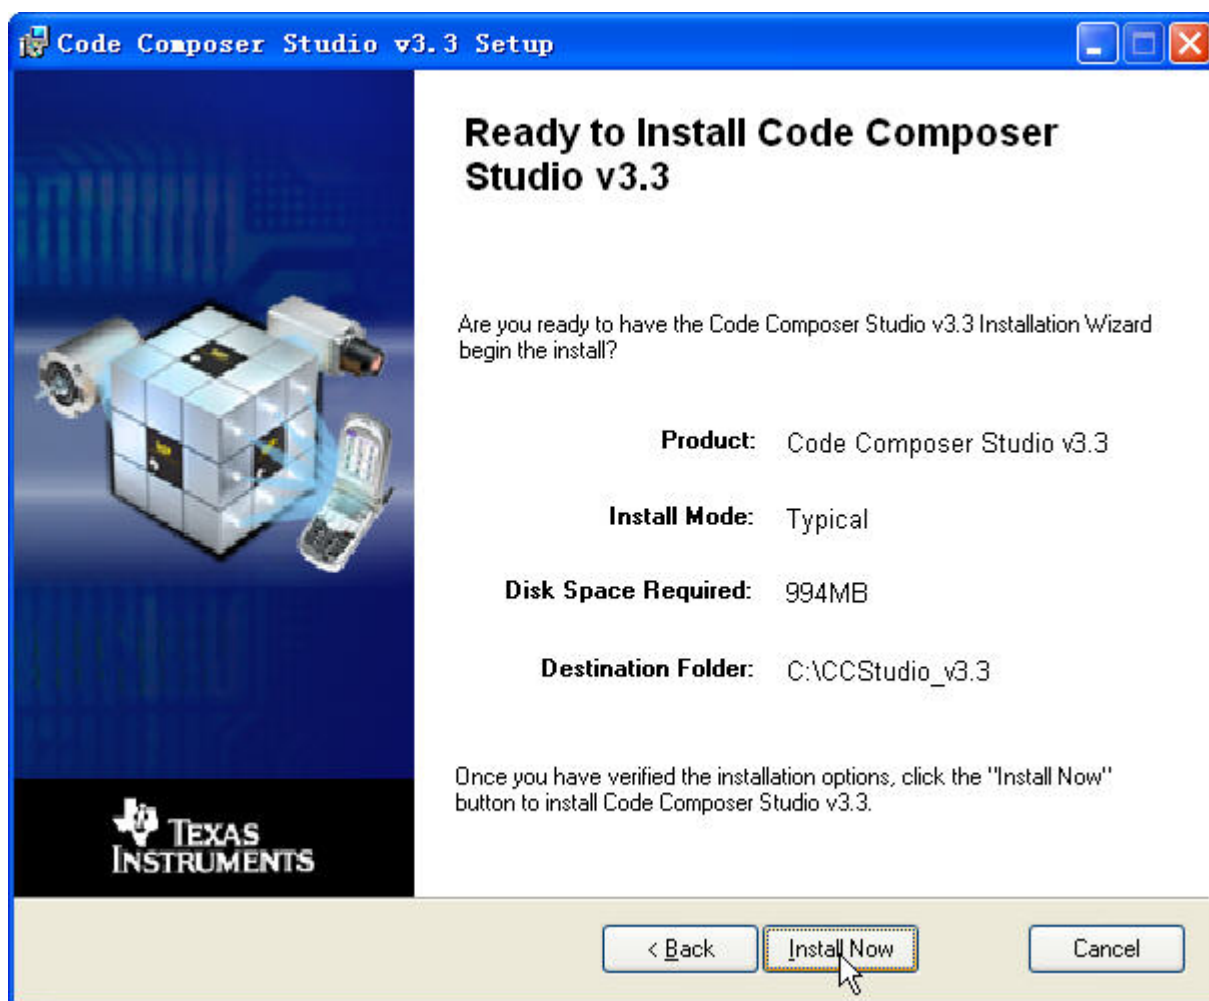 Code Composer Studio v3.3 Setup
Ready to Install Code Composer
Studio v3.3
Are you ready to have the Code Composer Studio v3.3 Installation Wizard
begin the install?
Product: Code Composer Studio v3.3
Install Mode: Typical
Disk Space Required: 994MB
Destination Folder: C:\CCStudio_v3.3
Once you have verified the installation options, click the "Install Now"
button to install Code Composer Studio v3.3.
TEXAS
INSTRUMENTS
< Back Install Now Cancel